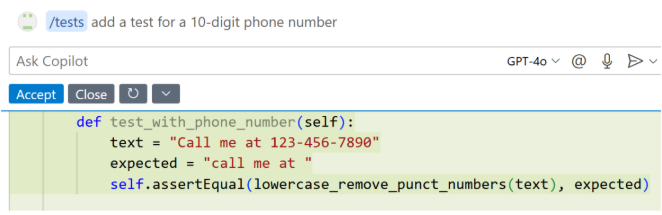 /tests add a test for a 10-digit phone number
Ask Copilot GPT-4o @
Accept Close
def test_with_phone_number(self):
text = "Call me at 123-456-7890"
expected = "call me at "
self.assertEqual(lowercase_remove_punct_numbers(text), expected)